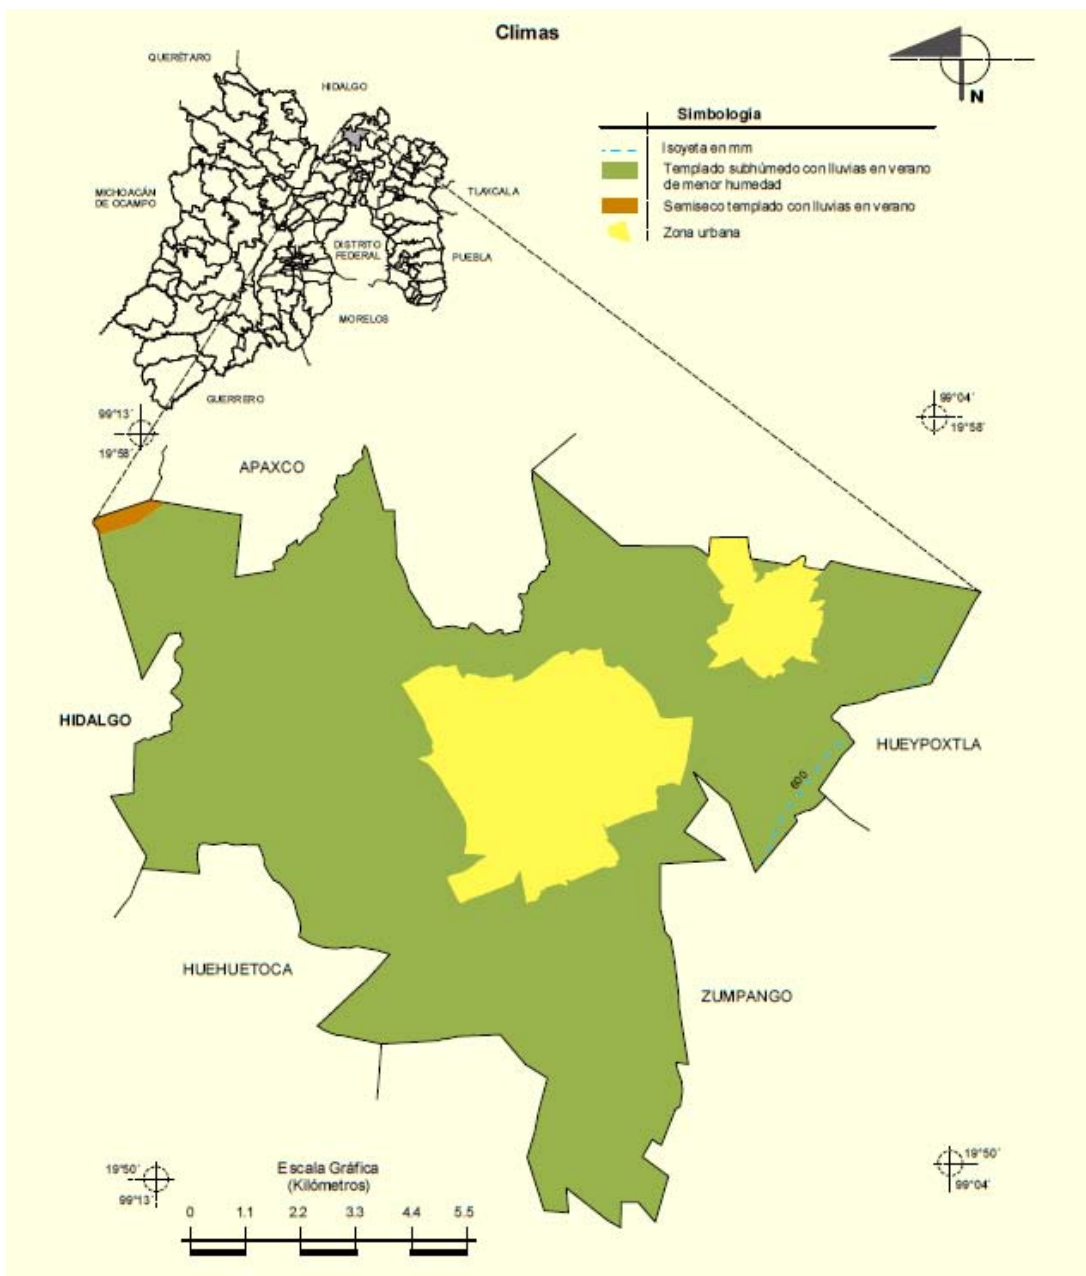 Climas
QUERÉTARO
HIDALGO
N
Simbología
Isoyeta en mm
Templado subhúmedo con lluvias en verano
de menor humedad
Semiseco templado con lluvias en verano
Zona urbana
MICHOACÁN
DE OCAMPO
TLAXCALA
DISTRITO
FEDERAL
PUEBLA
MORELOS
GUERRERO
99°13´
19°58´
99°04´
19°58´
APAXCO
HIDALGO
HUEYPOXTLA
600
HUEHUETOCA
ZUMPANGO
19°50´
99°13´
19°50´
99°04´
Escala Gráfica
(Kilómetros)
0 1.1 2.2 3.3 4.4 5.5